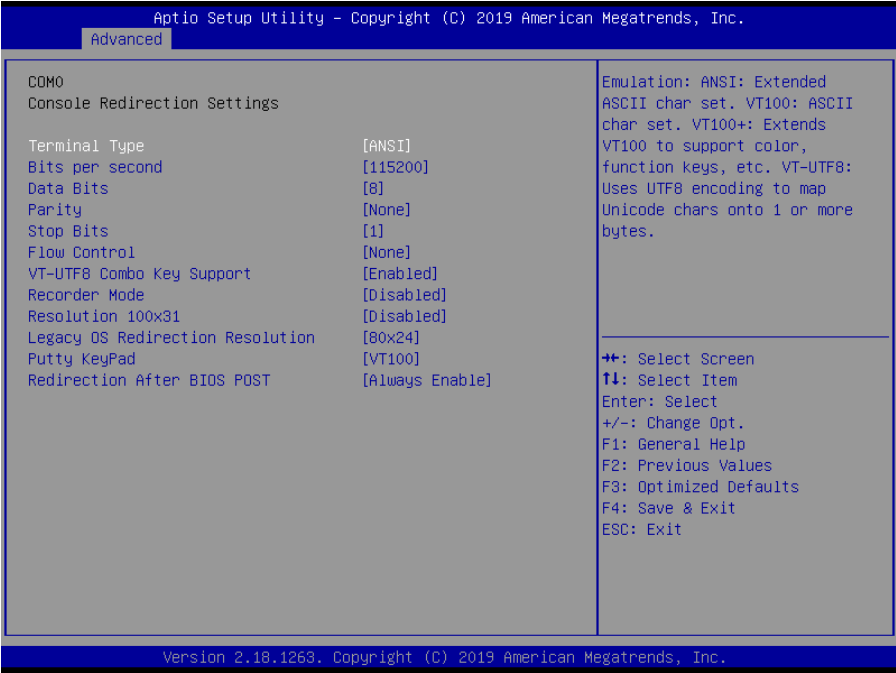 Aptio Setup Utility – Copyright (C) 2019 American Megatrends, Inc.
Advanced
COM0
Console Redirection Settings
Terminal Type [ANSI]
Bits per second [115200]
Data Bits [8]
Parity [None]
Stop Bits [1]
Flow Control [None]
VT-UTF8 Combo Key Support [Enabled]
Recorder Mode [Disabled]
Resolution 100x31 [Disabled]
Legacy OS Redirection Resolution [80x24]
Putty KeyPad [VT100]
Redirection After BIOS POST [Always Enable]
Emulation: ANSI: Extended
ASCII char set. VT100: ASCII
char set. VT100+: Extends
VT100 to support color,
function keys, etc. VT-UTF8:
Uses UTF8 encoding to map
Unicode chars onto 1 or more
bytes.
→←: Select Screen
↑↓: Select Item
Enter: Select
+/-: Change Opt.
F1: General Help
F2: Previous Values
F3: Optimized Defaults
F4: Save & Exit
ESC: Exit
Version 2.18.1263. Copyright (C) 2019 American Megatrends, Inc.